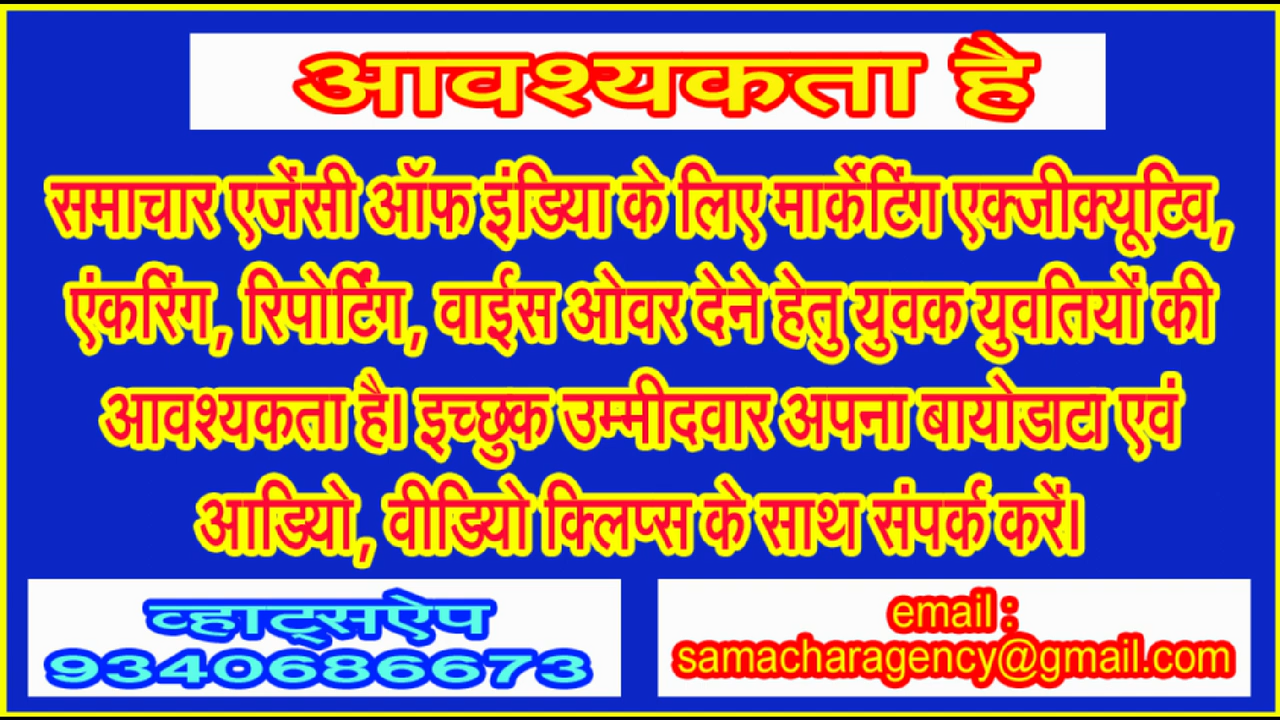 आवश्यकता है
समाचार एजेंसी ऑफ इंडिया के लिए मार्केटिंग एक्जीक्यूटिव,
एंकरिंग, रिपोर्टिंग, वाईस ओवर देने हेतु युवक युवतियों की
आवश्यकता है। इच्छुक उम्मीदवार अपना बायोडाटा एवं
आडियो, वीडियो क्लिप्स के साथ संपर्क करें।
व्हाट्सऐप
9340686673
email :
samacharagency@gmail.com